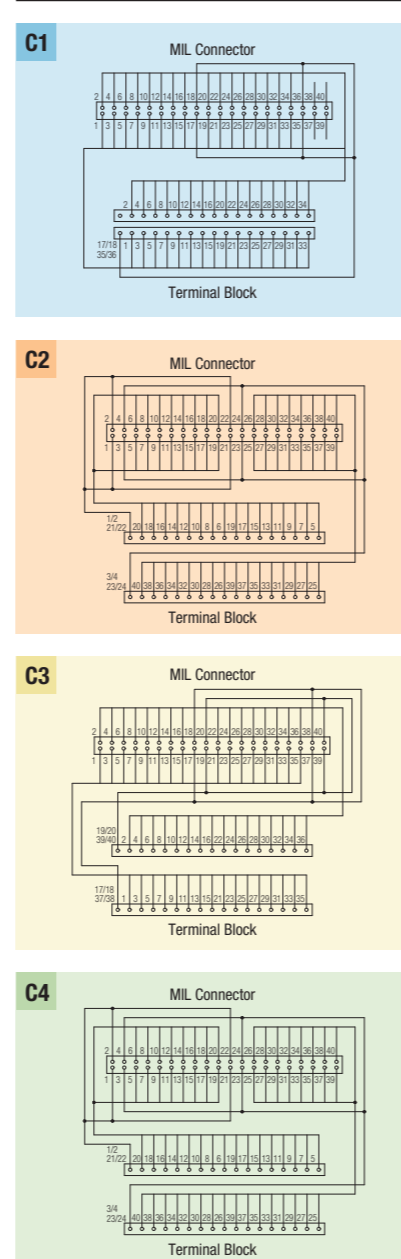 C1
MIL Connector
2 4 6 8 10 12 14 16 18 20 22 24 26 28 30 32 34 36 38 40
1 3 5 7 9 11 13 15 17 19 21 23 25 27 29 31 33 35 37 39
2 4 6 8 10 12 14 16 20 22 24 26 28 30 32 34
17/18 1 3 5 7 9 11 13 15 19 21 23 25 27 29 31 33
35/36
Terminal Block
C2
MIL Connector
2 4 6 8 10 12 14 16 18 20 22 24 26 28 30 32 34 36 38 40
1 3 5 7 9 11 13 15 17 19 21 23 25 27 29 31 33 35 37 39
1/2
21/22 20 18 16 14 12 10 8 6 19 17 15 13 11 9 7 5
3/4
23/24 40 38 36 34 32 30 28 26 39 37 35 33 31 29 27 25
Terminal Block
C3
MIL Connector
2 4 6 8 10 12 14 16 18 20 22 24 26 28 30 32 34 36 38 40
1 3 5 7 9 11 13 15 17 19 21 23 25 27 29 31 33 35 37 39
19/20
39/40 2 4 6 8 10 12 14 16 22 24 26 28 30 32 34 36
17/18
37/38 1 3 5 7 9 11 13 15 21 23 25 27 29 31 33 35
Terminal Block
C4
MIL Connector
2 4 6 8 10 12 14 16 18 20 22 24 26 28 30 32 34 36 38 40
1 3 5 7 9 11 13 15 17 19 21 23 25 27 29 31 33 35 37 39
1/2
21/22 20 18 16 14 12 10 8 6 19 17 15 13 11 9 7 5
3/4
23/24 40 38 36 34 32 30 28 26 39 37 35 33 31 29 27 25
Terminal Block